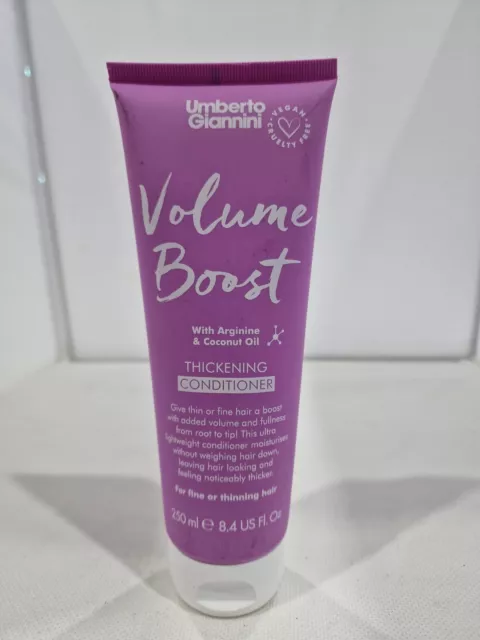 Umberto
Giannini
VEGAN
CRUELTY FREE
Volume
Boost
With Arginine
& Coconut Oil
THICKENING
CONDITIONER
Give thin or fine hair a boost
with added volume and fullness
from root to tip! This ultra
lightweight conditioner moisturises
without weighing hair down,
leaving hair looking and
feeling noticeably thicker.
For fine or thinning hair
250 ml ℮ 8.4 US Fl. Oz